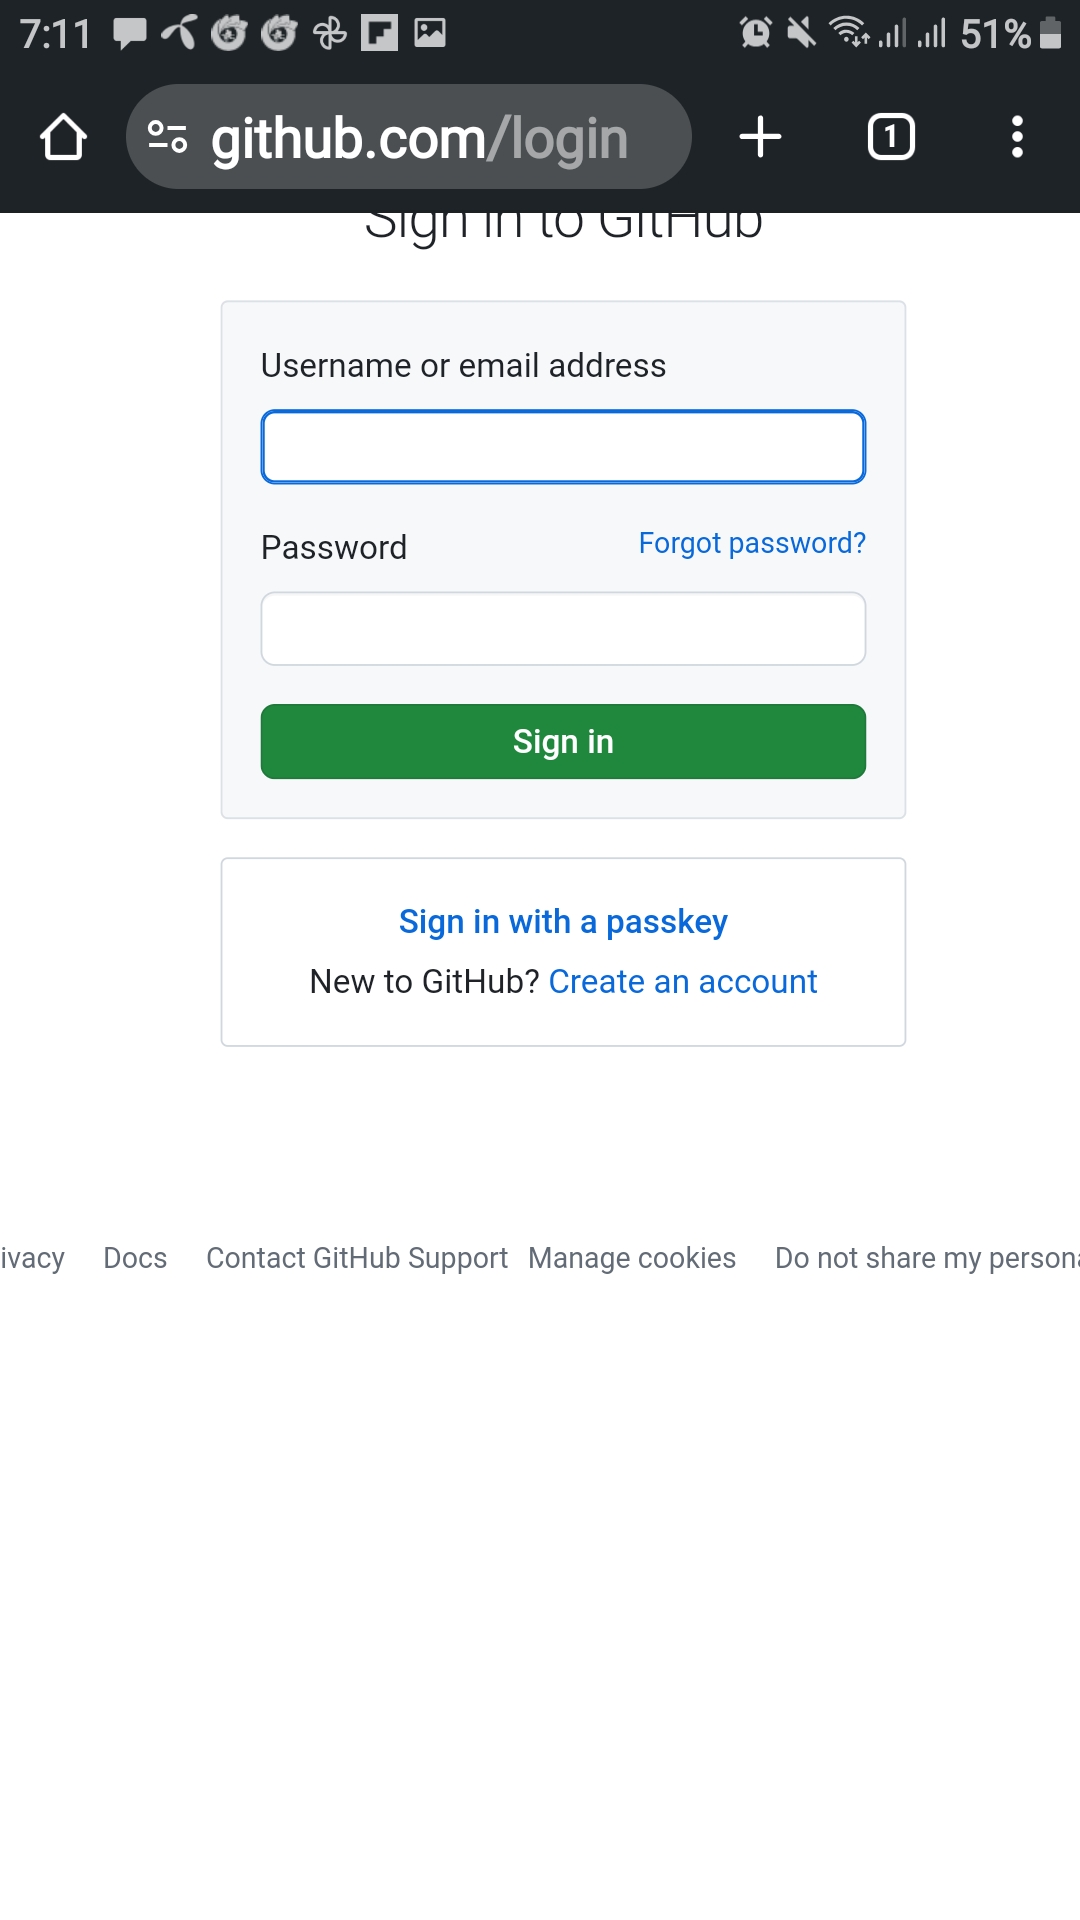 7:11
51%
github.com/login
1
Sign in to GitHub
Username or email address
Password
Forgot password?
Sign in
Sign in with a passkey
New to GitHub? Create an account
ivacy Docs Contact GitHub Support Manage cookies Do not share my persona